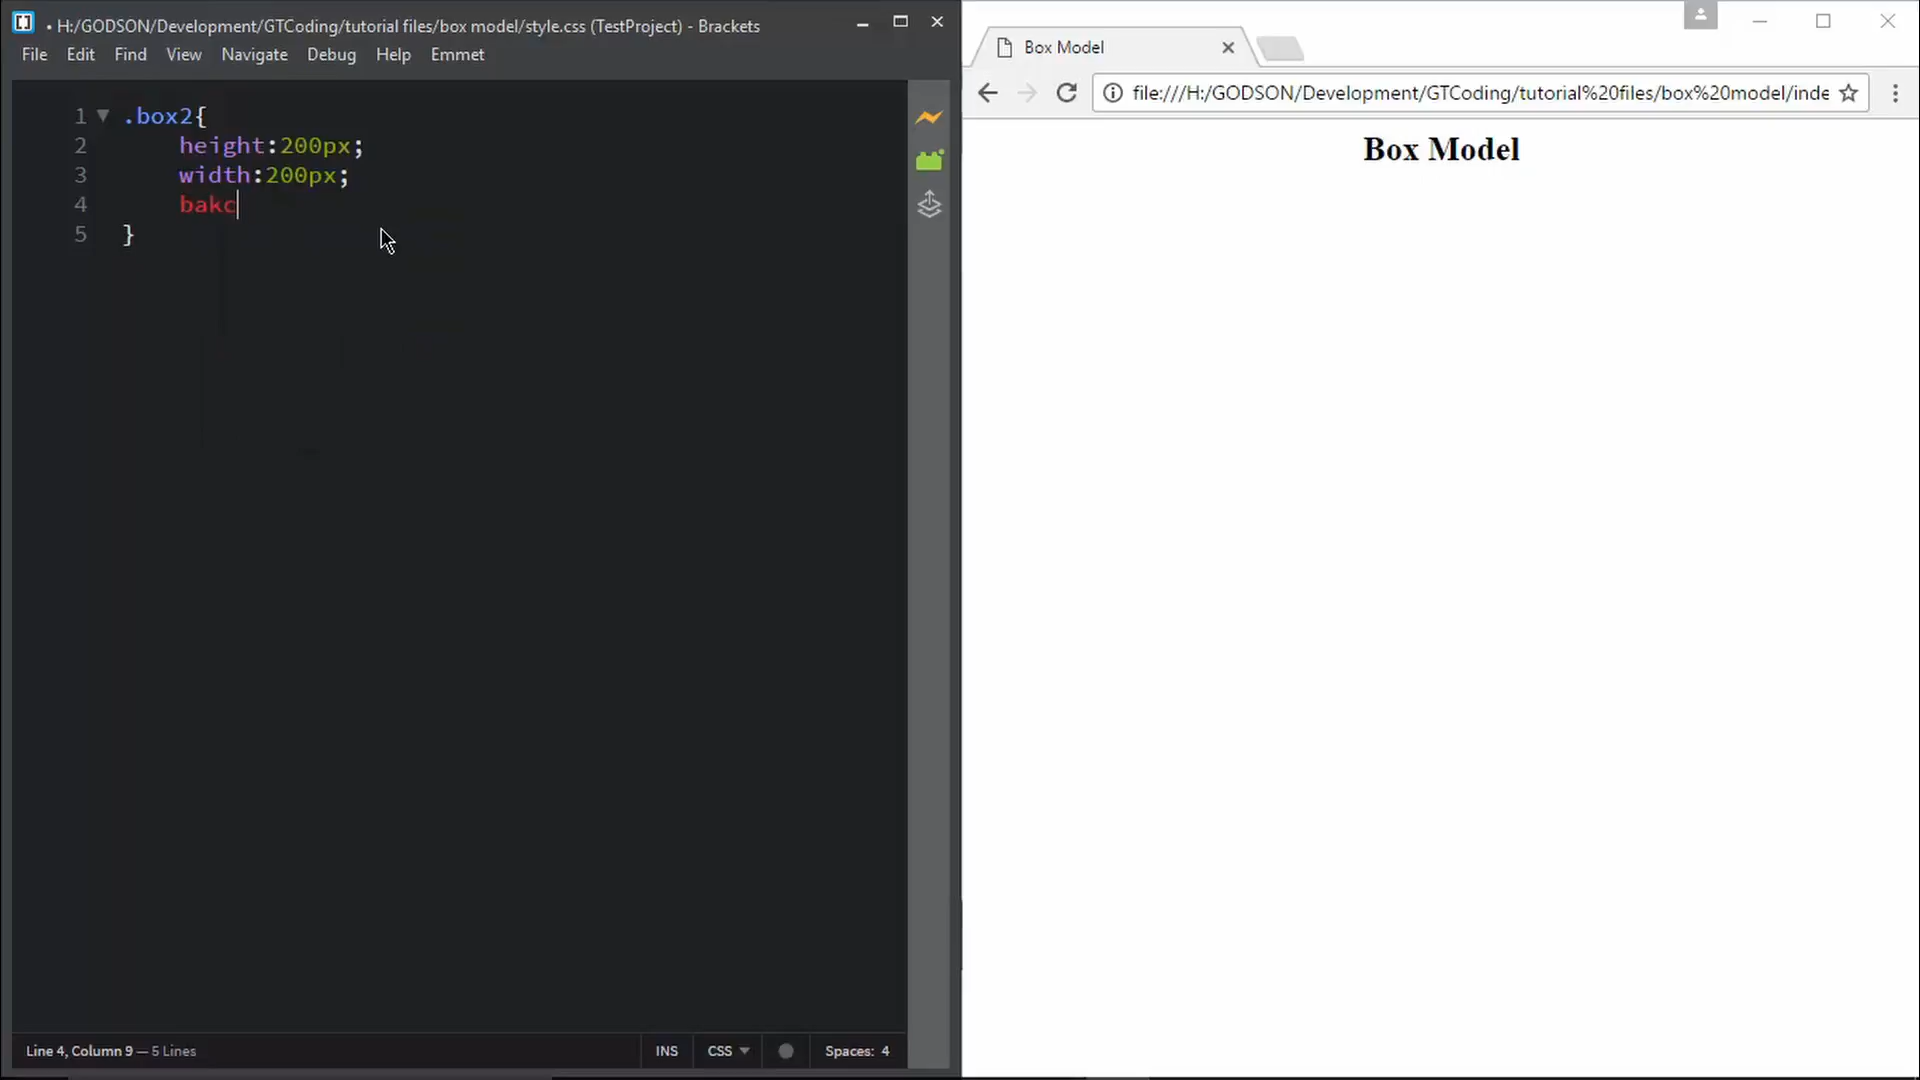 • H:/GODSON/Development/GTCoding/tutorial files/box model/style.css (TestProject) - Brackets
File Edit Find View Navigate Debug Help Emmet
1 .box2{
2 height:200px;
3 width:200px;
4 bakc
5 }
Line 4, Column 9 — 5 Lines
INS CSS Spaces: 4
Box Model
file:///H:/GODSON/Development/GTCoding/tutorial%20files/box%20model/inde
Box Model